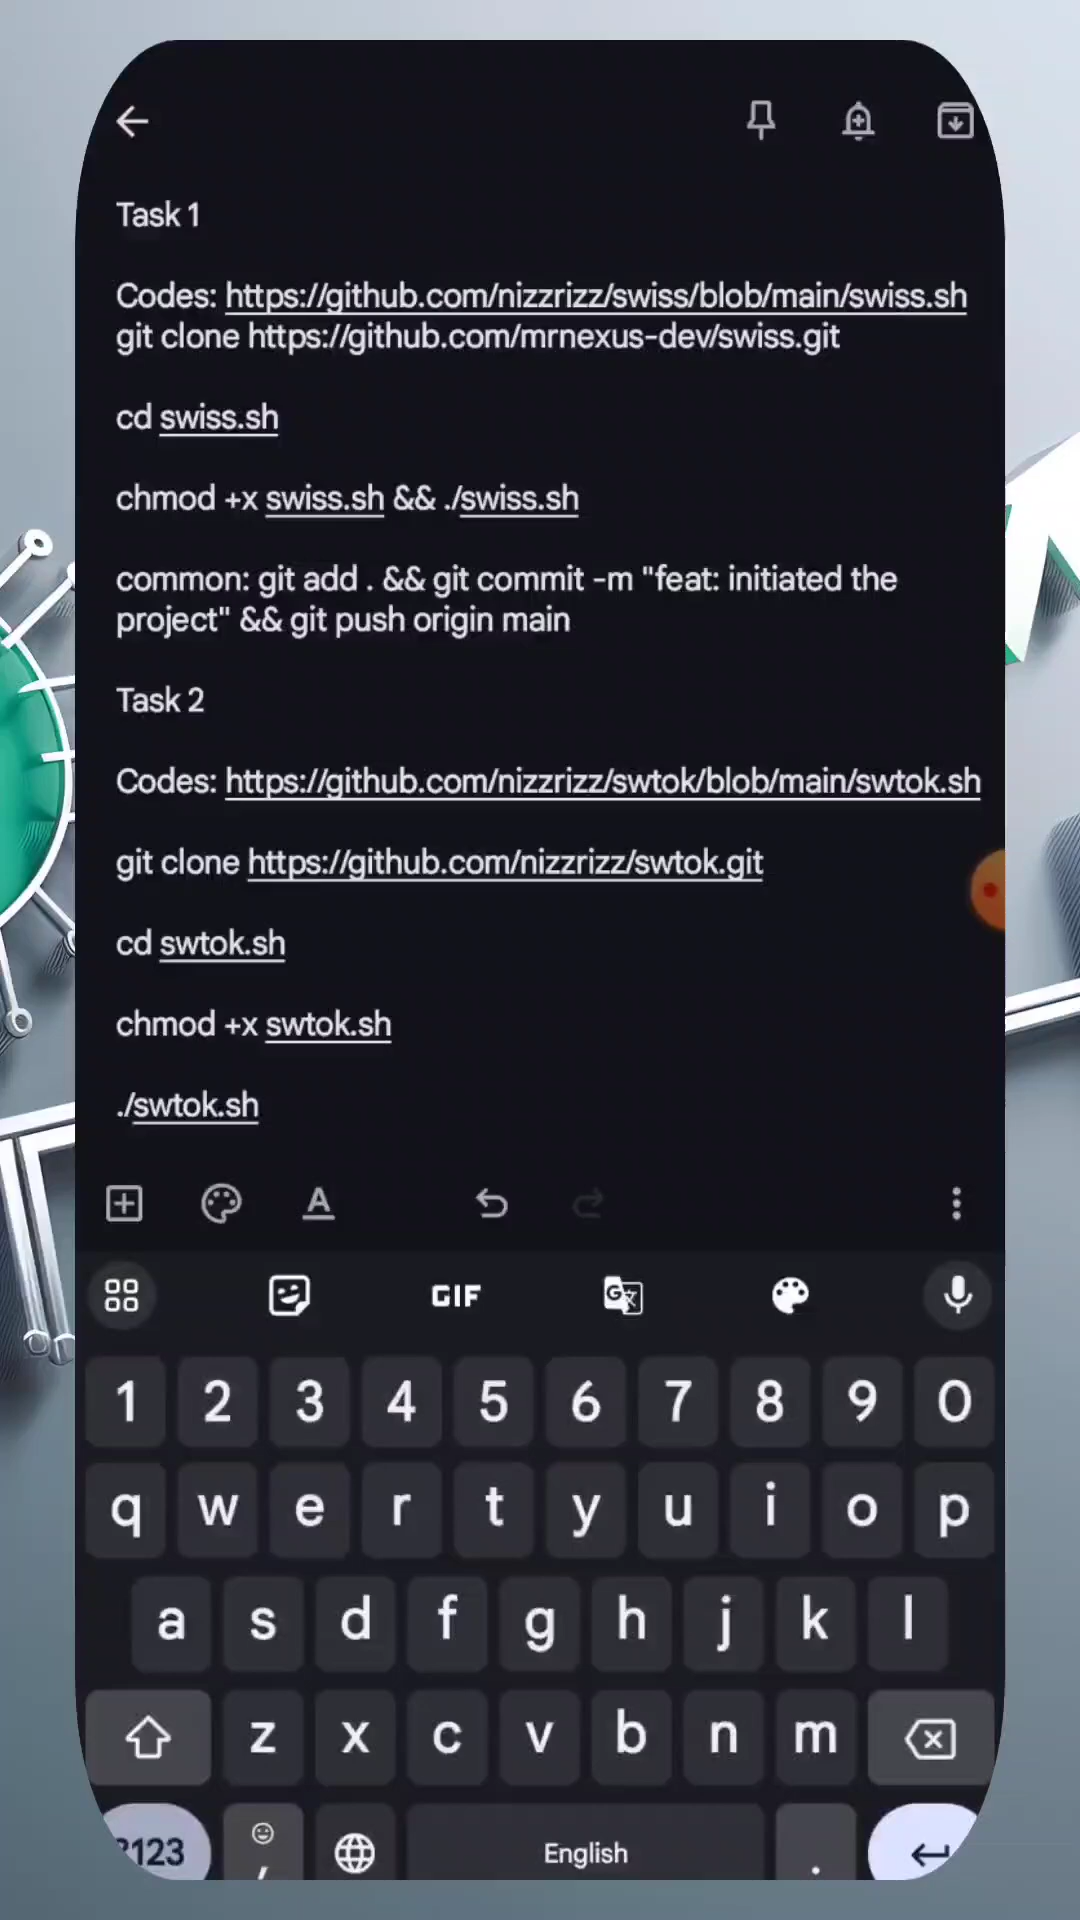 Task 1
Codes: https://github.com/nizzrizz/swiss/blob/main/swiss.sh
git clone https://github.com/mrnexus-dev/swiss.git
cd swiss.sh
chmod +x swiss.sh && ./swiss.sh
common: git add . && git commit -m "feat: initiated the
project" && git push origin main
Task 2
Codes: https://github.com/nizzrizz/swtok/blob/main/swtok.sh
git clone https://github.com/nizzrizz/swtok.git
cd swtok.sh
chmod +x swtok.sh
./swtok.sh
A
GIF
1 2 3 4 5 6 7 8 9 0
q w e r t y u i o p
a s d f g h j k l
z x c v b n m
?123 , English .